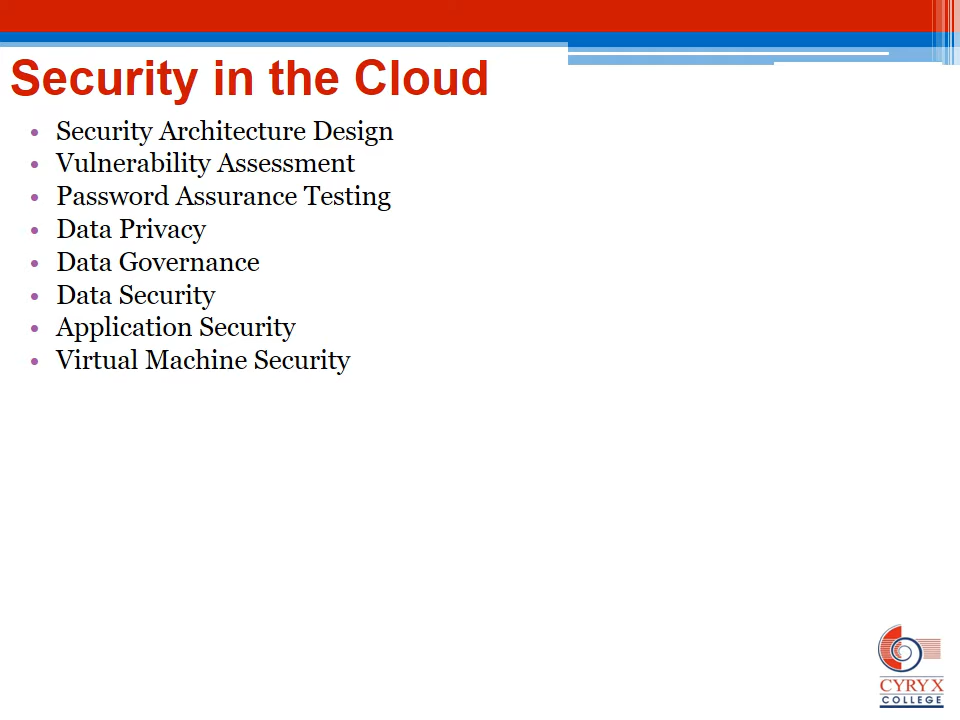 Security in the Cloud
• Security Architecture Design
• Vulnerability Assessment
• Password Assurance Testing
• Data Privacy
• Data Governance
• Data Security
• Application Security
• Virtual Machine Security
CYRYX
COLLEGE